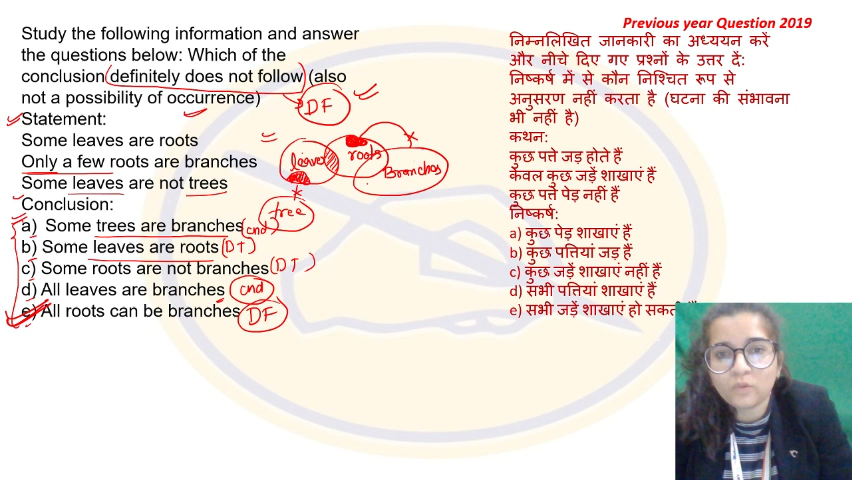 Previous year Question 2019
Study the following information and answer
the questions below: Which of the
conclusion definitely does not follow (also
not a possibility of occurrence)
DF
Statement:
Some leaves are roots
Only a few roots are branches
Some leaves are not trees
Conclusion:
a) Some trees are branches (cnd)
b) Some leaves are roots (DT)
c) Some roots are not branches (DT)
d) All leaves are branches cnd
e) All roots can be branches DF
leaves
roots
Branches
tree
निम्नलिखित जानकारी का अध्ययन करें
और नीचे दिए गए प्रश्नों के उत्तर दें:
निष्कर्ष में से कौन निश्चित रूप से
अनुसरण नहीं करता है (घटना की संभावना
भी नहीं है)
कथन:
कुछ पत्ते जड़ होते हैं
केवल कुछ जड़ें शाखाएं हैं
कुछ पत्ते पेड़ नहीं हैं
निष्कर्ष:
a) कुछ पेड़ शाखाएं हैं
b) कुछ पत्तियां जड़ हैं
c) कुछ जड़ें शाखाएं नहीं हैं
d) सभी पत्तियां शाखाएं हैं
e) सभी जड़ें शाखाएं हो